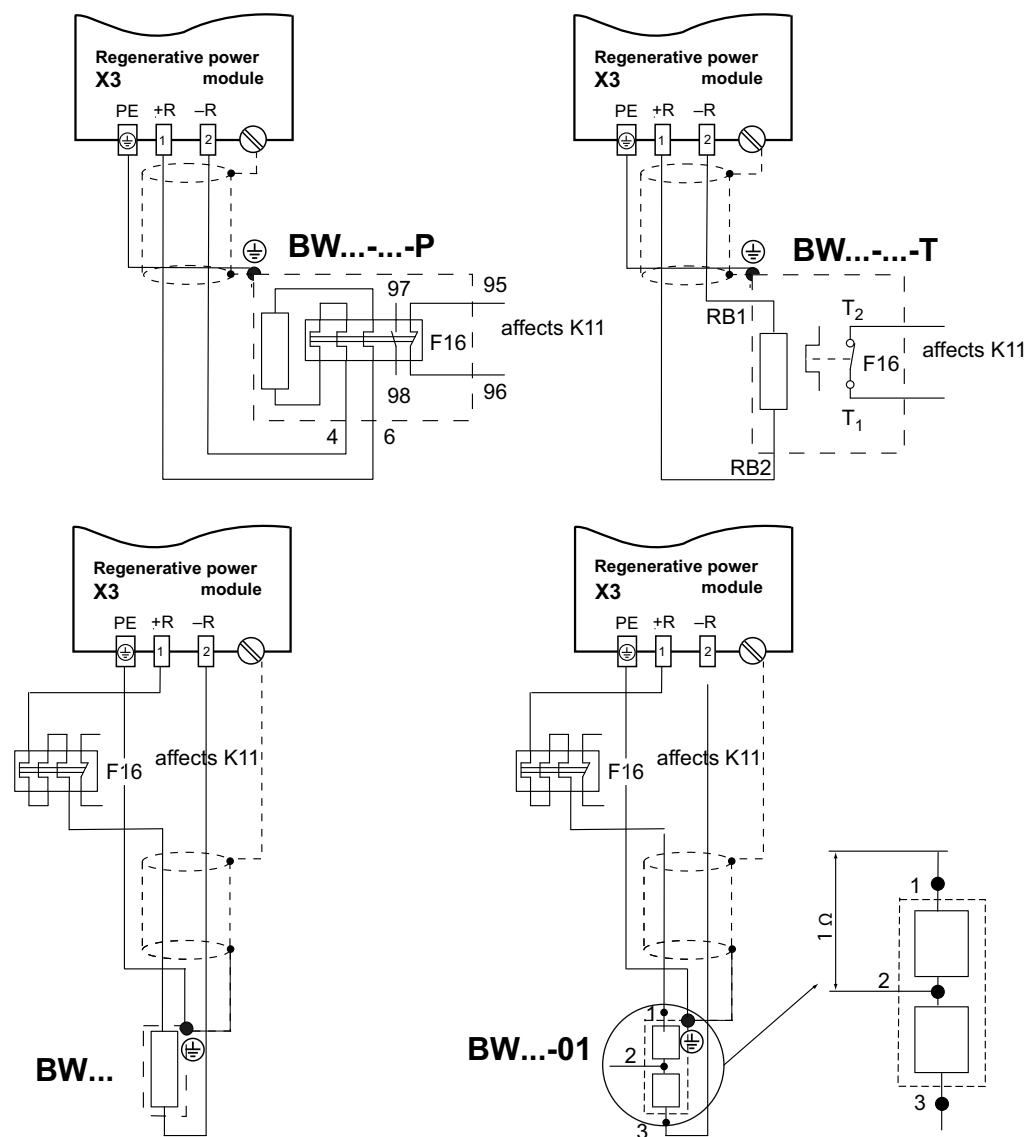 Regenerative power
X3 module
PE +R –R
1 2
BW...-...-P
97 95
affects K11
F16
98 96
4 6
Regenerative power
X3 module
PE +R –R
1 2
BW...-...-T
RB1 T2
affects K11
F16
T1
RB2
Regenerative power
X3 module
PE +R –R
1 2
affects K11
F16
BW...
Regenerative power
X3 module
PE +R –R
1 2
affects K11
F16
1
BW...-01
2
3
1
1 Ω
2
3